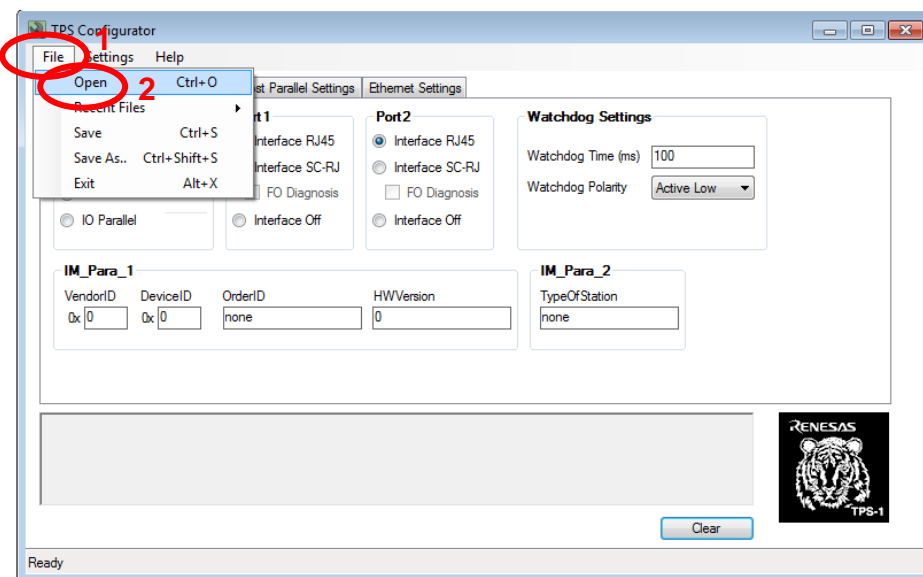 TPS Configurator
1
File Settings Help
Open Ctrl+O
2
Recent Files
Save Ctrl+S
Save As.. Ctrl+Shift+S
Exit Alt+X
st Parallel Settings Ethernet Settings
rt1
Interface RJ45
Interface SC-RJ
FO Diagnosis
Interface Off
Port2
Interface RJ45
Interface SC-RJ
FO Diagnosis
Interface Off
Watchdog Settings
Watchdog Time (ms) 100
Watchdog Polarity Active Low
IO Parallel
IM_Para_1
VendorID DeviceID OrderID HWVersion
0x 0 0x 0 none 0
IM_Para_2
TypeOfStation
none
RENESAS
TPS-1
Clear
Ready